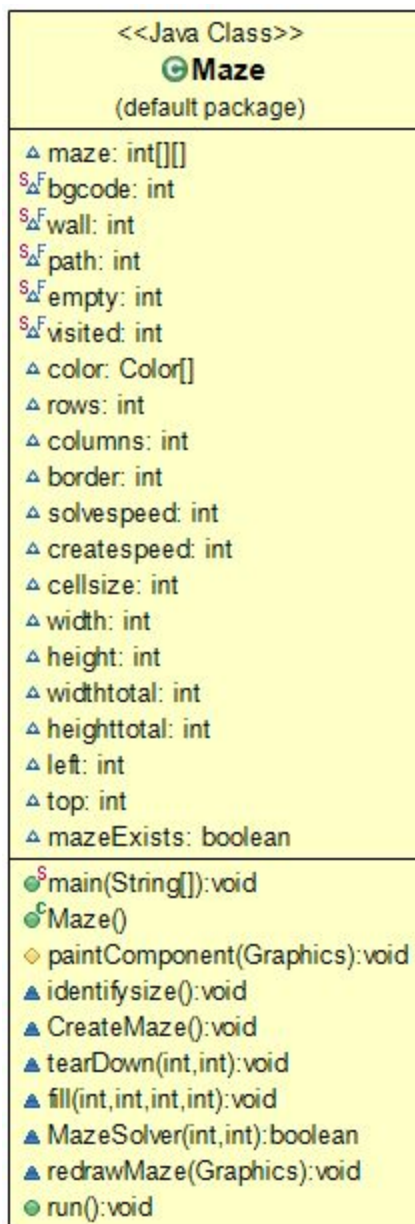 <<Java Class>>
C Maze
(default package)
maze: int[][]
S F bgcode: int
S F wall: int
S F path: int
S F empty: int
S F visited: int
color: Color[]
rows: int
columns: int
border: int
solvespeed: int
createspeed: int
cellsize: int
width: int
height: int
widthtotal: int
heighttotal: int
left: int
top: int
mazeExists: boolean
S main(String[]):void
C Maze()
paintComponent(Graphics):void
identifysize():void
CreateMaze():void
tearDown(int,int):void
fill(int,int,int,int):void
MazeSolver(int,int):boolean
redrawMaze(Graphics):void
run():void